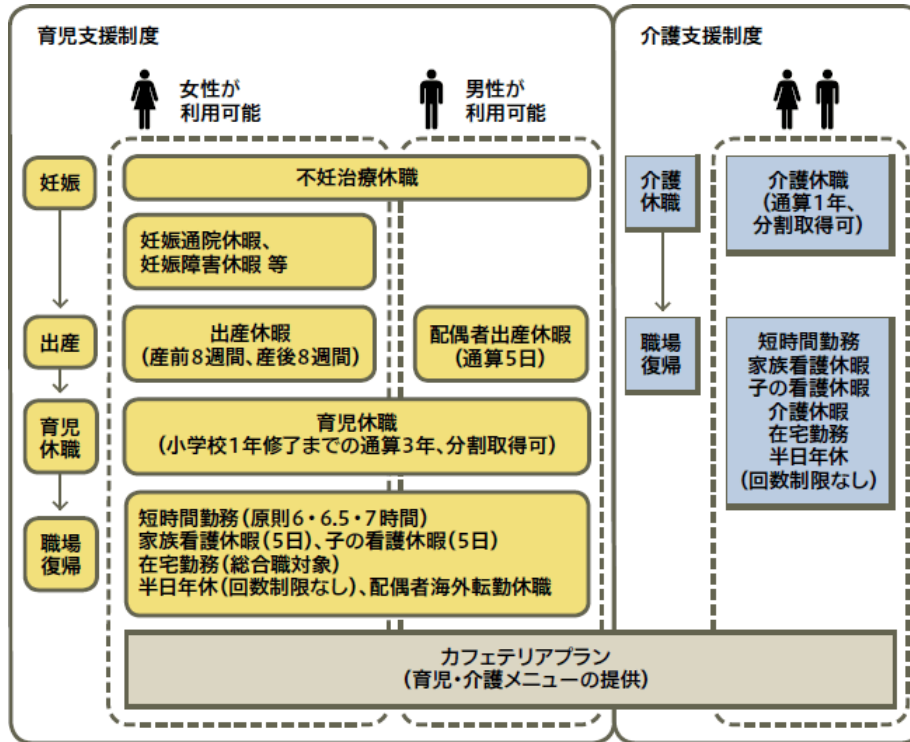 育児支援制度
女性が
利用可能
男性が
利用可能
妊娠
不妊治療休職
妊娠通院休暇、
妊娠障害休暇 等
出産
出産休暇
(産前8週間、産後8週間)
配偶者出産休暇
(通算5日)
育児
休職
育児休職
(小学校1年修了までの通算3年、分割取得可)
職場
復帰
短時間勤務(原則6・6.5・7時間)
家族看護休暇(5日)、子の看護休暇(5日)
在宅勤務(総合職対象)
半日年休(回数制限なし)、配偶者海外転勤休職
介護支援制度
介護
休職
介護休職
(通算1年、
分割取得可)
職場
復帰
短時間勤務
家族看護休暇
子の看護休暇
介護休暇
在宅勤務
半日年休
(回数制限なし)
カフェテリアプラン
(育児・介護メニューの提供)